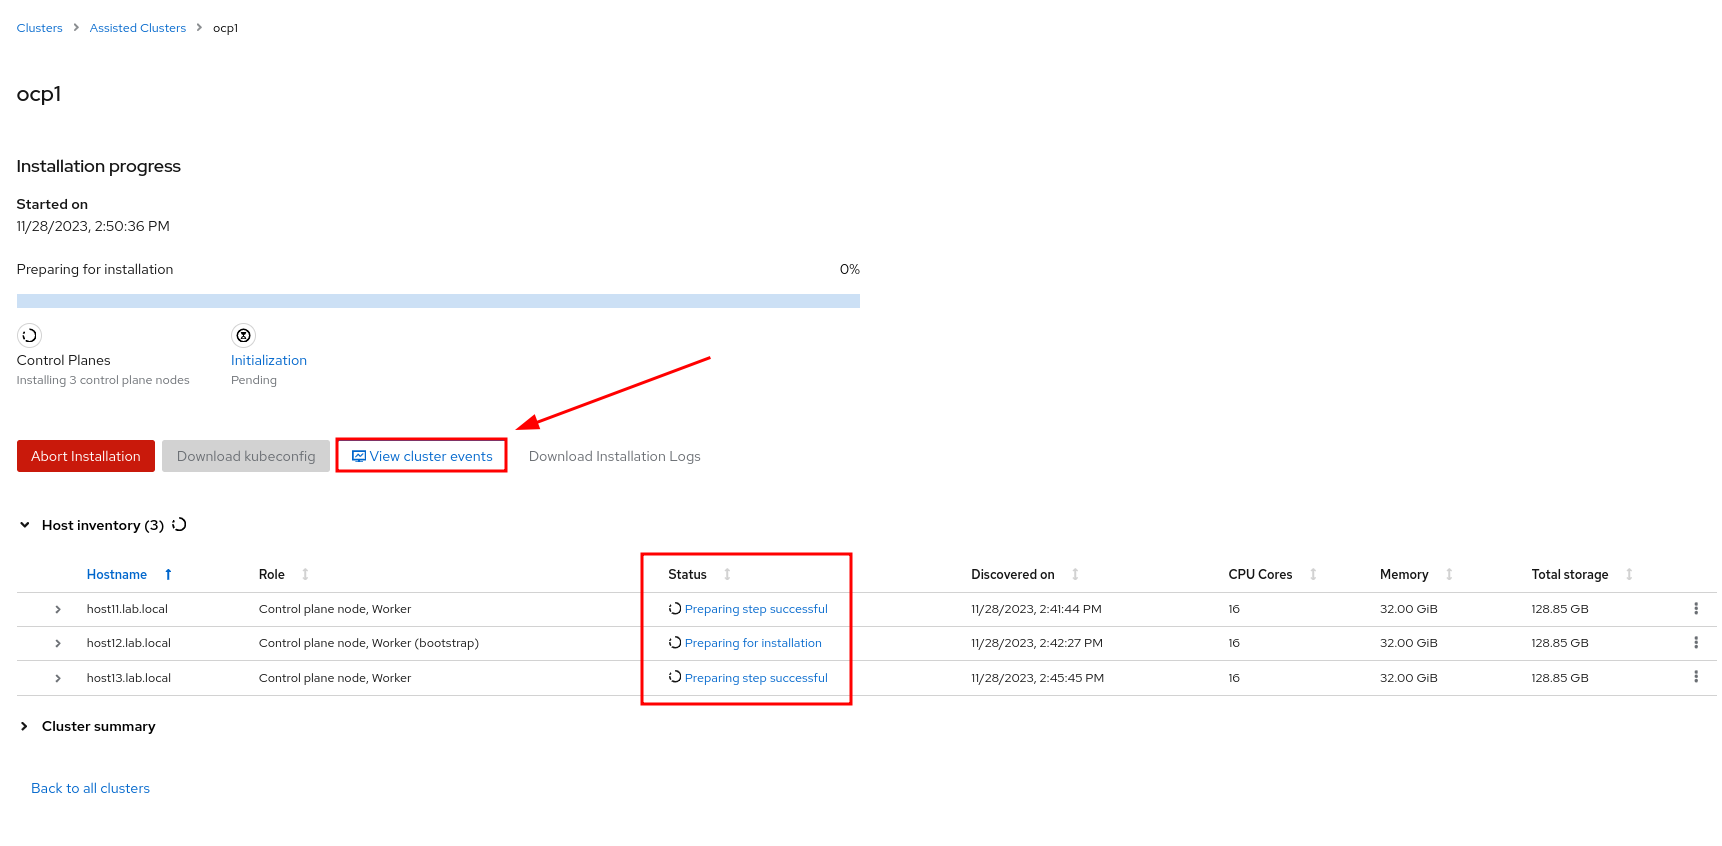 Clusters > Assisted Clusters > ocp1
ocp1
Installation progress
Started on
11/28/2023, 2:50:36 PM
Preparing for installation 0%
Control Planes Initialization
Installing 3 control plane nodes Pending
Abort Installation Download kubeconfig View cluster events Download Installation Logs
Host inventory (3)
Hostname Role Status Discovered on CPU Cores Memory Total storage
host11.lab.local Control plane node, Worker Preparing step successful 11/28/2023, 2:41:44 PM 16 32.00 GiB 128.85 GB
host12.lab.local Control plane node, Worker (bootstrap) Preparing for installation 11/28/2023, 2:42:27 PM 16 32.00 GiB 128.85 GB
host13.lab.local Control plane node, Worker Preparing step successful 11/28/2023, 2:45:45 PM 16 32.00 GiB 128.85 GB
Cluster summary
Back to all clusters